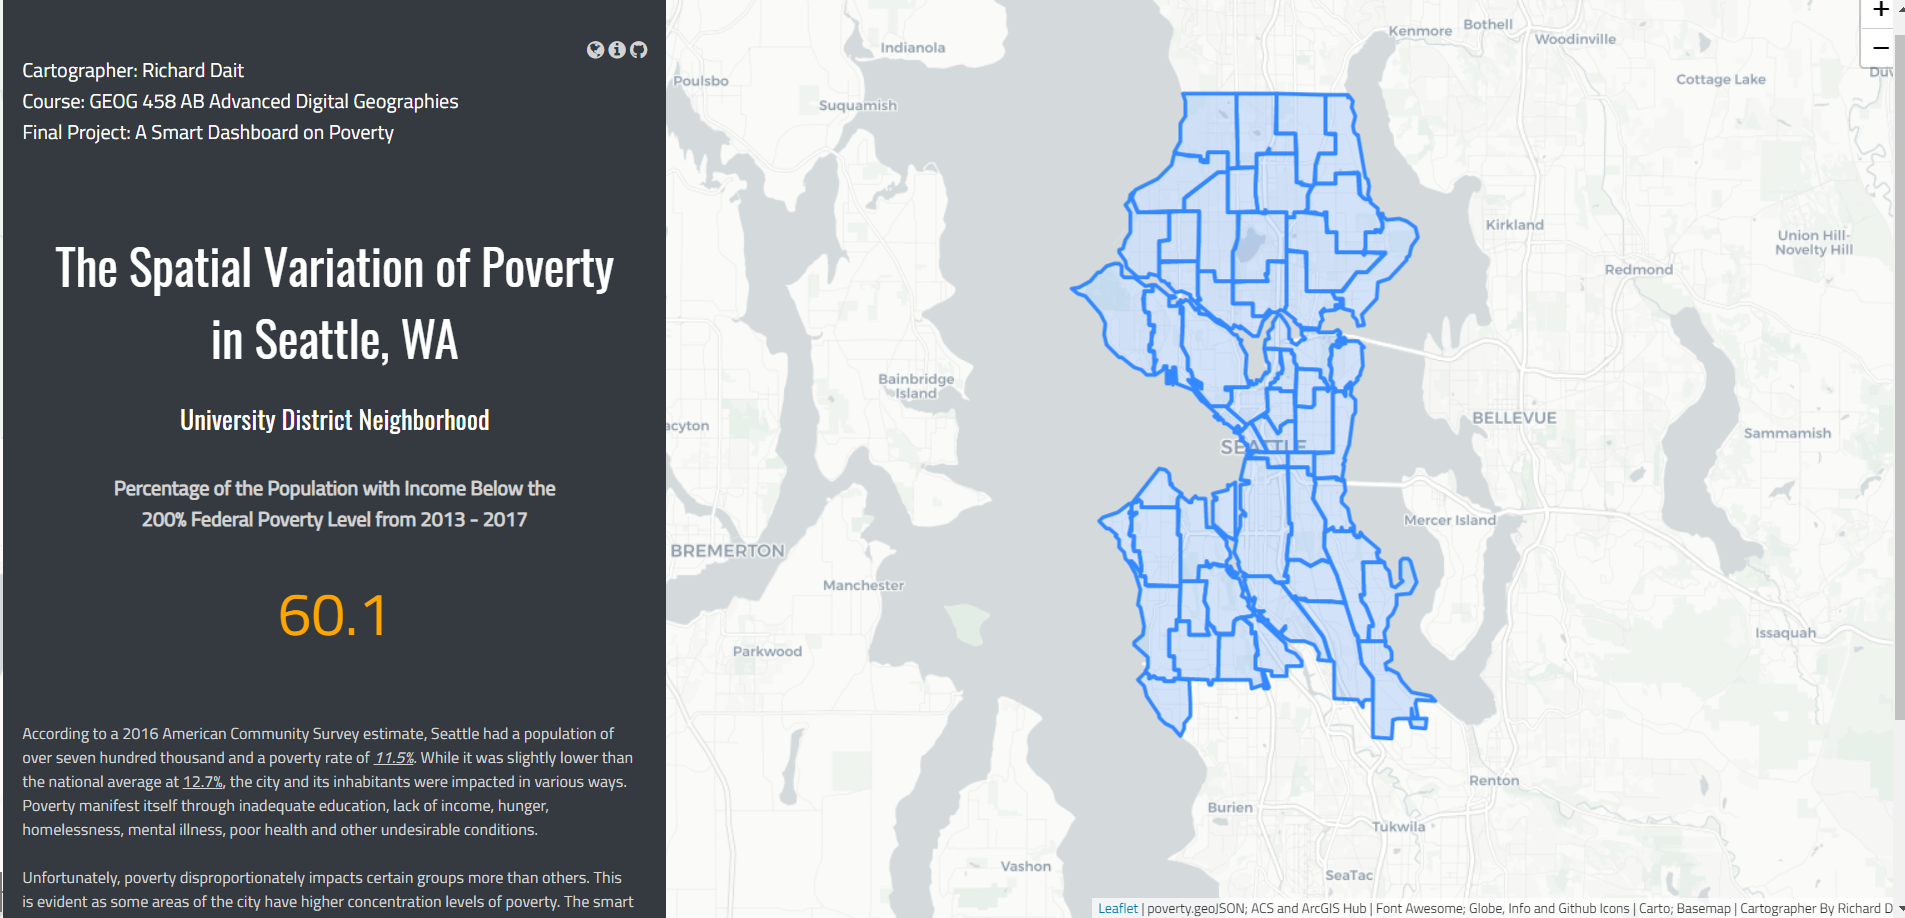 Cartographer: Richard Dait
Course: GEOG 458 AB Advanced Digital Geographies
Final Project: A Smart Dashboard on Poverty
The Spatial Variation of Poverty
in Seattle, WA
University District Neighborhood
Percentage of the Population with Income Below the
200% Federal Poverty Level from 2013 - 2017
60.1
According to a 2016 American Community Survey estimate, Seattle had a population of
over seven hundred thousand and a poverty rate of 11.5%. While it was slightly lower than
the national average at 12.7%, the city and its inhabitants were impacted in various ways.
Poverty manifest itself through inadequate education, lack of income, hunger,
homelessness, mental illness, poor health and other undesirable conditions.
Unfortunately, poverty disproportionately impacts certain groups more than others. This
is evident as some areas of the city have higher concentration levels of poverty. The smart
+
−
Kenmore
Bothell
Woodinville
Indianola
Poulsbo
Cottage Lake
Duv
Suquamish
Kirkland
Union Hill-
Novelty Hill
Redmond
Bainbridge
Island
acyton
BELLEVUE
Sammamish
SEATTLE
Mercer Island
BREMERTON
Manchester
Issaquah
Parkwood
Renton
Burien
Tukwila
Vashon
SeaTac
Leaflet | poverty.geoJSON; ACS and ArcGIS Hub | Font Awesome; Globe, Info and Github Icons | Carto; Basemap | Cartographer By Richard D